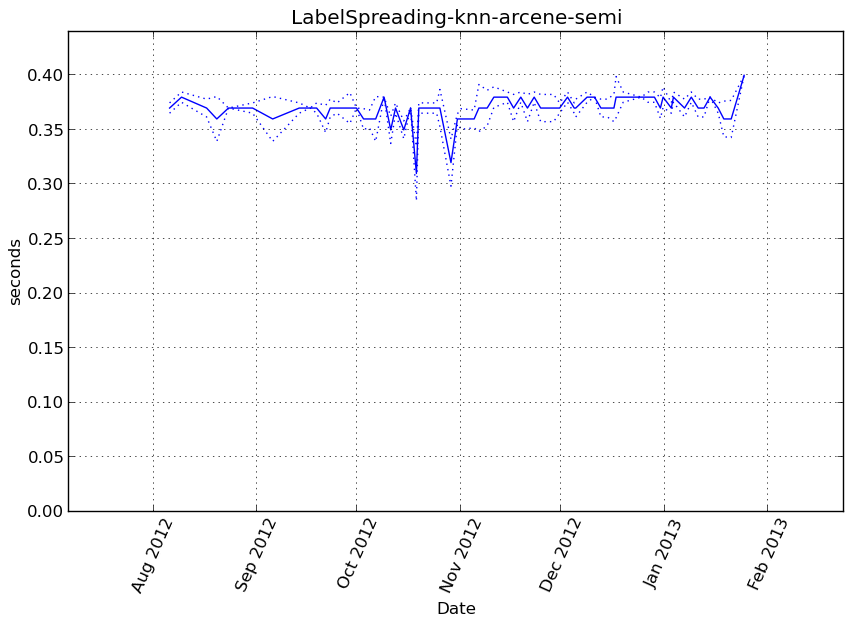 LabelSpreading-knn-arcene-semi
0.40
0.35
0.30
0.25
0.20
0.15
0.10
0.05
0.00
seconds
Aug 2012
Sep 2012
Oct 2012
Nov 2012
Dec 2012
Jan 2013
Feb 2013
Date